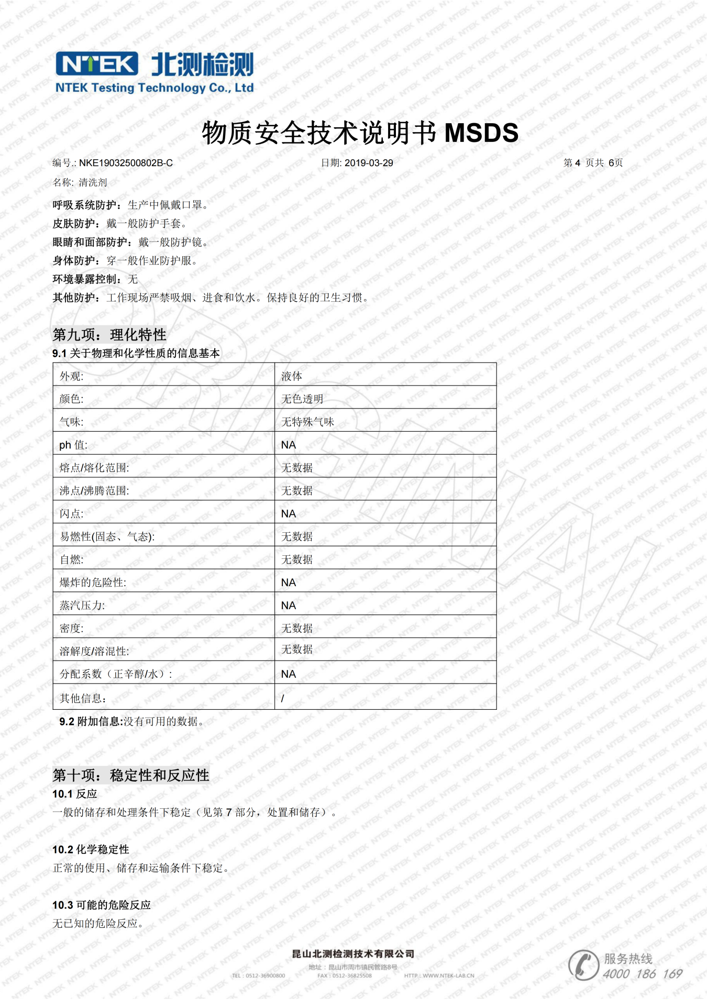 NTEK 北测检测
NTEK Testing Technology Co., Ltd
物质安全技术说明书 MSDS
编号.: NKE19032500802B-C 日期: 2019-03-29 第 4 页共 6页
名称: 清洗剂
呼吸系统防护：生产中佩戴口罩。
皮肤防护：戴一般防护手套。
眼睛和面部防护：戴一般防护镜。
身体防护：穿一般作业防护服。
环境暴露控制：无
其他防护：工作现场严禁吸烟、进食和饮水。保持良好的卫生习惯。
第九项：理化特性
9.1 关于物理和化学性质的信息基本
外观: 液体
颜色: 无色透明
气味: 无特殊气味
ph 值: NA
熔点/熔化范围: 无数据
沸点/沸腾范围: 无数据
闪点: NA
易燃性(固态、气态): 无数据
自燃: 无数据
爆炸的危险性: NA
蒸汽压力: NA
密度: 无数据
溶解度/溶混性: 无数据
分配系数（正辛醇/水）: NA
其他信息： /
9.2 附加信息:没有可用的数据。
第十项：稳定性和反应性
10.1 反应
一般的储存和处理条件下稳定（见第 7 部分，处置和储存）。
10.2 化学稳定性
正常的使用、储存和运输条件下稳定。
10.3 可能的危险反应
无已知的危险反应。
ORIGINAL
昆山北测检测技术有限公司
地址：昆山市周市镇民管路8号
TEL : 0512-36900800 FAX : 0512-36825508 HTTP : WWW.NTEK-LAB.CN
服务热线
4000 186 169